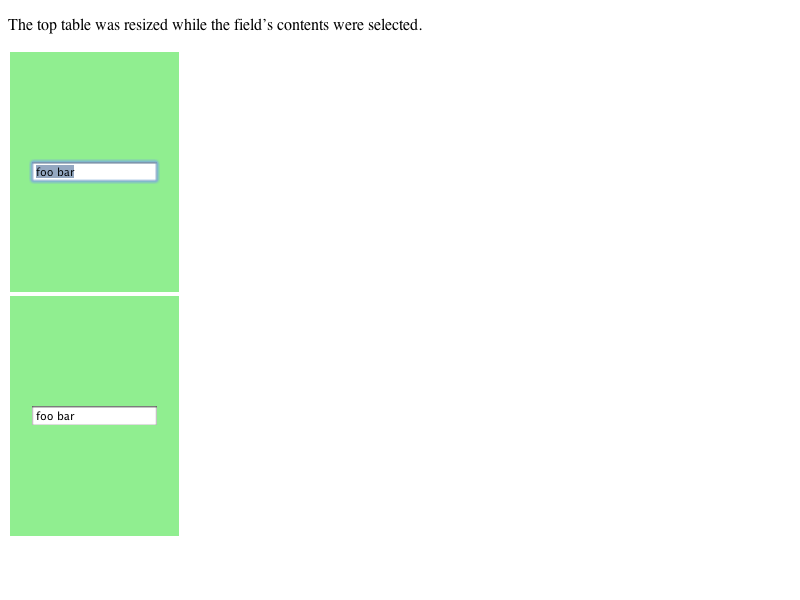 The top table was resized while the field’s contents were selected.
foo bar
foo bar